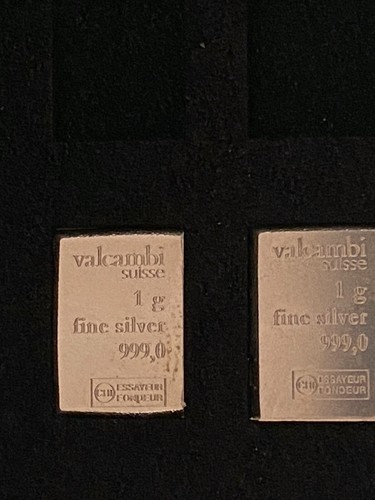 valcambi
suisse
1 g
fine silver
999,0
CHI ESSAYEUR
FONDEUR
valcambi
suisse
1 g
fine silver
999,0
CHI ESSAYEUR
FONDEUR